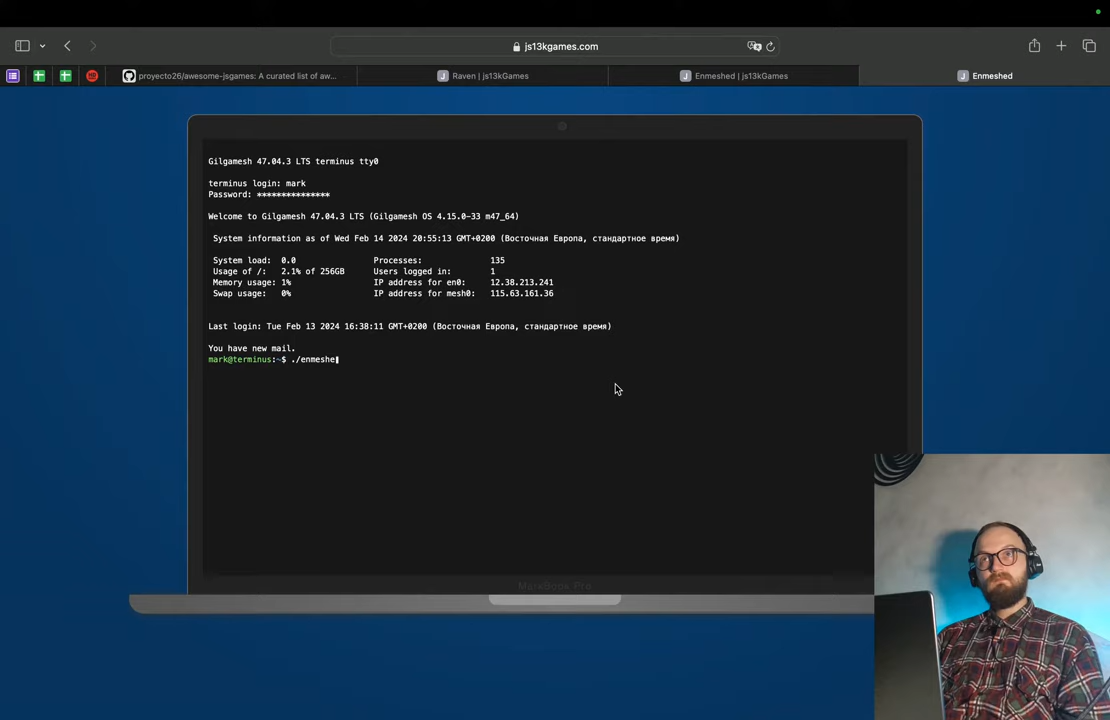 js13kgames.com
proyecto26/awesome-jsgames: A curated list of aw...
Raven | js13kGames
Enmeshed | js13kGames
Enmeshed
Gilgamesh 47.04.3 LTS terminus tty0
terminus login: mark
Password: ***************
Welcome to Gilgamesh 47.04.3 LTS (Gilgamesh OS 4.15.0-33 m47_64)
System information as of Wed Feb 14 2024 20:55:13 GMT+0200 (Восточная Европа, стандартное время)
System load: 0.0 Processes: 135
Usage of /: 2.1% of 256GB Users logged in: 1
Memory usage: 1% IP address for en0: 12.38.213.241
Swap usage: 0% IP address for mesh0: 115.63.161.36
Last login: Tue Feb 13 2024 16:38:11 GMT+0200 (Восточная Европа, стандартное время)
You have new mail.
mark@terminus:~$ ./enmeshe
MarkBook Pro